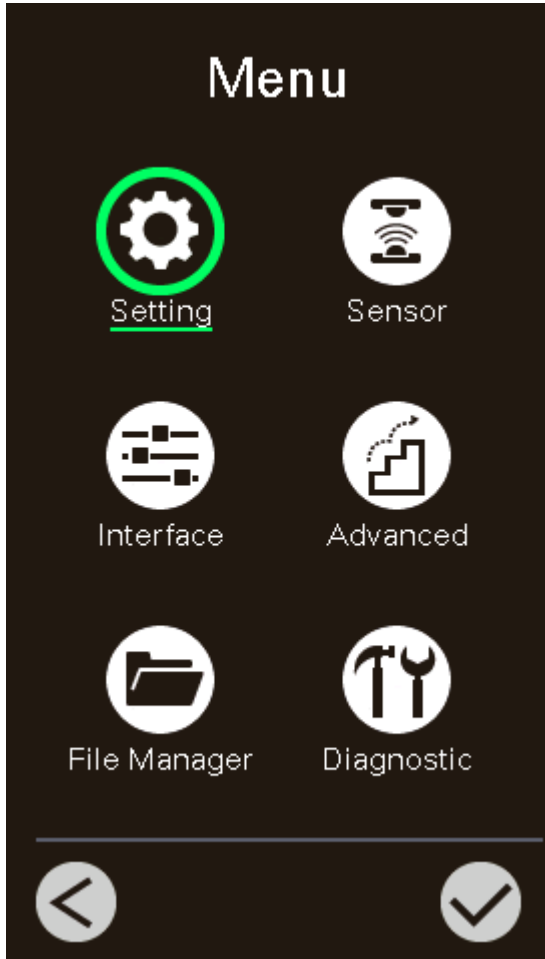 Menu
Setting
Sensor
Interface
Advanced
File Manager
Diagnostic